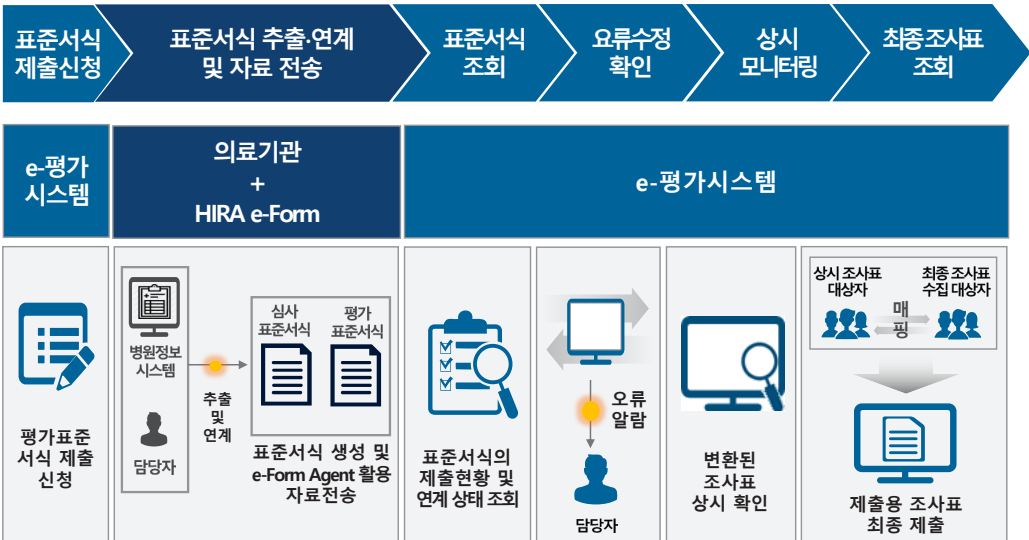 표준서식
제출신청
표준서식 추출·연계
및 자료 전송
표준서식
조회
요류수정
확인
상시
모니터링
최종조사표
조회
e-평가
시스템
의료기관
+
HIRA e-Form
e-평가시스템
평가표준
서식 제출
신청
병원정보
시스템
담당자
추출
및
연계
심사
표준서식
평가
표준서식
표준서식 생성 및
e-Form Agent 활용
자료전송
표준서식의
제출현황 및
연계 상태 조회
오류
알람
담당자
변환된
조사표
상시 확인
상시 조사표
대상자
매
핑
최종 조사표
수집 대상자
제출용 조사표
최종 제출